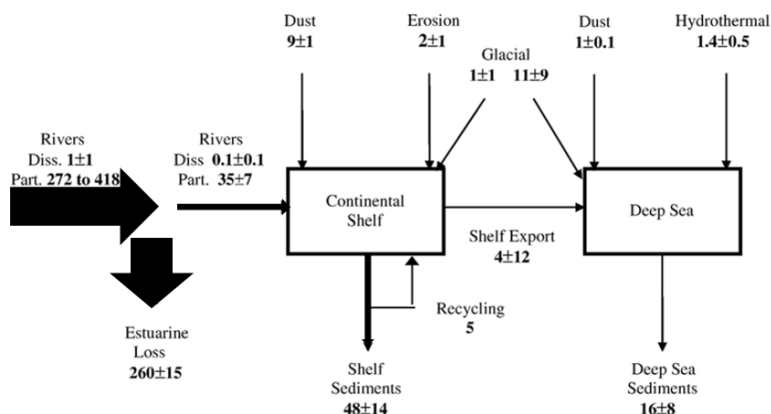 Dust
9±1
Erosion
2±1
Glacial
1±1 11±9
Dust
1±0.1
Hydrothermal
1.4±0.5
Rivers
Diss. 1±1
Part. 272 to 418
Rivers
Diss 0.1±0.1
Part. 35±7
Continental
Shelf
Deep Sea
Shelf Export
4±12
Recycling
5
Estuarine
Loss
260±15
Shelf
Sediments
48±14
Deep Sea
Sediments
16±8